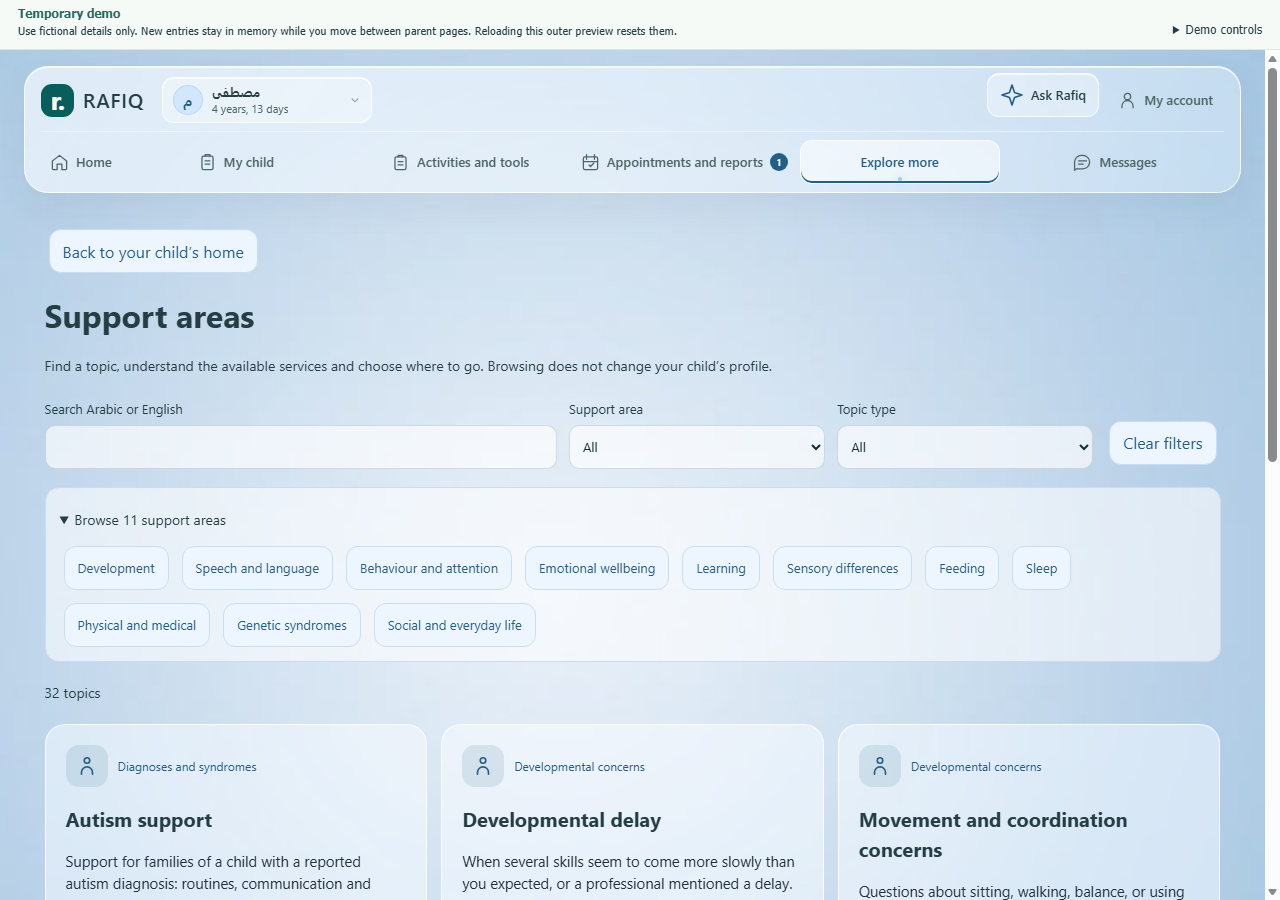 Temporary demo
Use fictional details only. New entries stay in memory while you move between parent pages. Reloading this outer preview resets them.
Demo controls
r. RAFIQ
م
مصطفى
4 years, 13 days
Ask Rafiq
My account
Home
My child
Activities and tools
Appointments and reports 1
Explore more
Messages
Back to your child's home
Support areas
Find a topic, understand the available services and choose where to go. Browsing does not change your child's profile.
Search Arabic or English
Support area
All
Topic type
All
Clear filters
Browse 11 support areas
Development
Speech and language
Behaviour and attention
Emotional wellbeing
Learning
Sensory differences
Feeding
Sleep
Physical and medical
Genetic syndromes
Social and everyday life
32 topics
Diagnoses and syndromes
Autism support
Support for families of a child with a reported
autism diagnosis: routines, communication and
Developmental concerns
Developmental delay
When several skills seem to come more slowly than
you expected, or a professional mentioned a delay.
Developmental concerns
Movement and coordination
concerns
Questions about sitting, walking, balance, or using